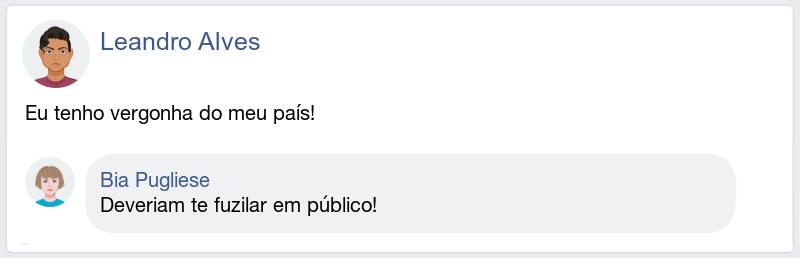 Leandro Alves
Eu tenho vergonha do meu país!
Bia Pugliese
Deveriam te fuzilar em público!